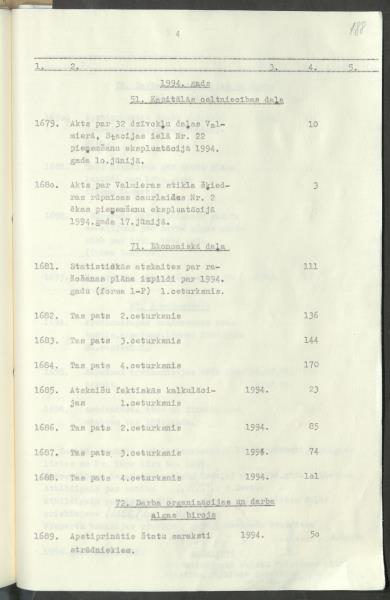 188
4
1. 2. 3. 4. 5.
1994. gads
51. Kapitālās celtniecības daļa
1679. Akts par 32 dzīvokļu daļas Val- 10
mierā, Stacijas ielā Nr. 22
pieņemšanu ekspluatācijā 1994.
gada lo.jūnijā.
168o. Akts par Valmieras stikla šķied- 3
ras rūpnīcas caurlaides Nr. 2
ēkas pieņemšanu ekspluatācijā
1994.gada 17.jūnijā.
71. Ekonomiskā daļa
1681. Statistiskās atskaites par ra- 111
žošanas plāna izpildi par 1994.
gadu (forma 1-P) 1.ceturksnis.
1682. Tas pats 2.ceturksnis 136
1683. Tas pats 3.ceturksnis 144
1684. Tas pats 4.ceturksnis 170
1685. Atskaišu faktiskās kalkulāci- 1994. 23
jas 1.ceturksnis
1686. Tas pats 2.ceturksnis 1994. 85
1687. Tas pats 3.ceturksnis 1994. 74
1688. Tas pats 4.ceturksnis 1994. lol
72. Darba organizācijas un darba
algas birojs
1689. Apstiprinātie štatu saraksti 1994. 5o
strādniekiem.